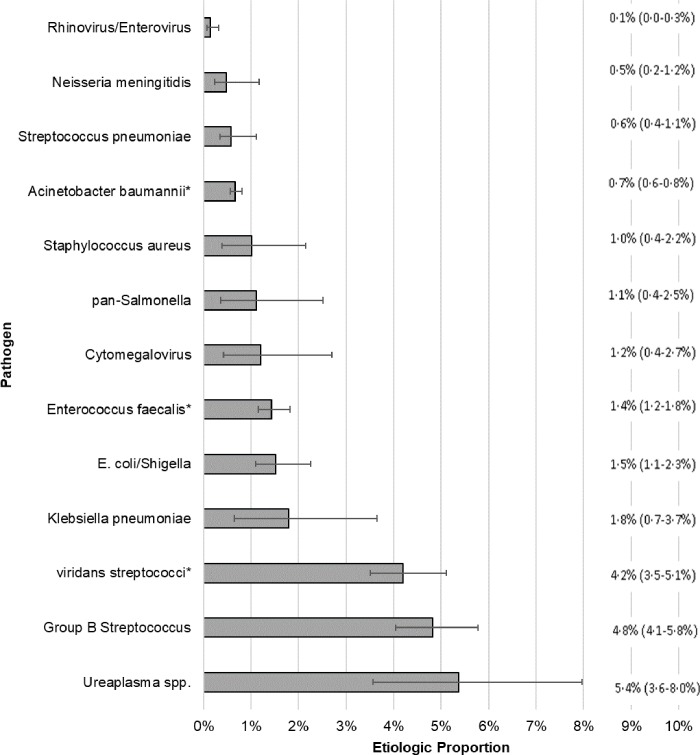 Rhinovirus/Enterovirus 0·1% (0·0-0·3%)
Neisseria meningitidis 0·5% (0·2-1·2%)
Streptococcus pneumoniae 0·6% (0·4-1·1%)
Acinetobacter baumannii* 0·7% (0·6-0·8%)
Staphylococcus aureus 1·0% (0·4-2·2%)
pan-Salmonella 1·1% (0·4-2·5%)
Cytomegalovirus 1·2% (0·4-2·7%)
Enterococcus faecalis* 1·4% (1·2-1·8%)
E. coli/Shigella 1·5% (1·1-2·3%)
Klebsiella pneumoniae 1·8% (0·7-3·7%)
viridans streptococci* 4·2% (3·5-5·1%)
Group B Streptococcus 4·8% (4·1-5·8%)
Ureaplasma spp. 5·4% (3·6-8·0%)
Pathogen
0% 1% 2% 3% 4% 5% 6% 7% 8% 9% 10%
Etiologic Proportion